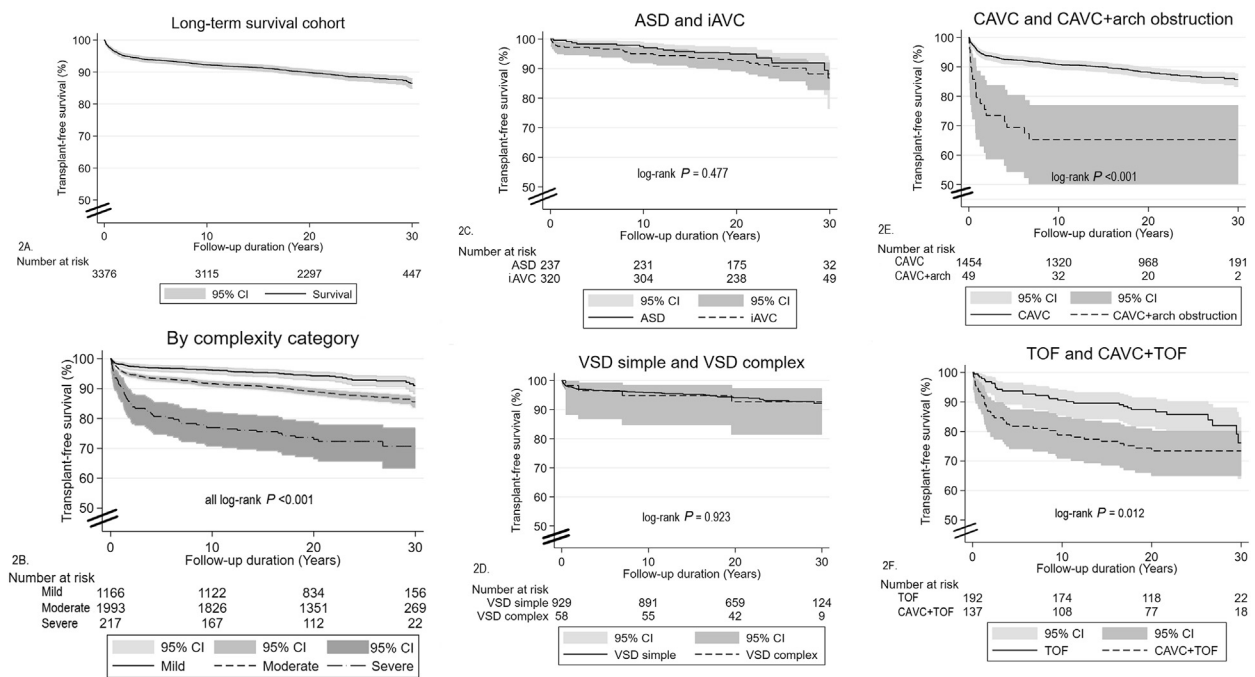 Long-term survival cohort
Transplant-free survival (%)
100
90
80
70
60
50
0 10 20 30
Follow-up duration (Years)
2A.
Number at risk
3376 3115 2297 447
95% CI Survival
By complexity category
Transplant-free survival (%)
100
90
80
70
60
50
all log-rank P <0.001
0 10 20 30
Follow-up duration (Years)
2B.
Number at risk
Mild 1166 1122 834 156
Moderate 1993 1826 1351 269
Severe 217 167 112 22
95% CI 95% CI 95% CI
Mild Moderate Severe
ASD and iAVC
Transplant-free survival (%)
100
90
80
70
60
50
log-rank P = 0.477
0 10 20 30
Follow-up duration (Years)
2C.
Number at risk
ASD 237 231 175 32
iAVC 320 304 238 49
95% CI 95% CI
ASD iAVC
VSD simple and VSD complex
Transplant-free survival (%)
100
90
80
70
60
50
log-rank P = 0.923
0 10 20 30
Follow-up duration (Years)
2D.
Number at risk
VSD simple 929 891 659 124
VSD complex 58 55 42 9
95% CI 95% CI
VSD simple VSD complex
CAVC and CAVC+arch obstruction
Transplant-free survival (%)
100
90
80
70
60
50
log-rank P <0.001
0 10 20 30
Follow-up duration (Years)
2E.
Number at risk
CAVC 1454 1320 968 191
CAVC+arch 49 32 20 2
95% CI 95% CI
CAVC CAVC+arch obstruction
TOF and CAVC+TOF
Transplant-free survival (%)
100
90
80
70
60
50
log-rank P = 0.012
0 10 20 30
Follow-up duration (Years)
2F.
Number at risk
TOF 192 174 118 22
CAVC+TOF 137 108 77 18
95% CI 95% CI
TOF CAVC+TOF